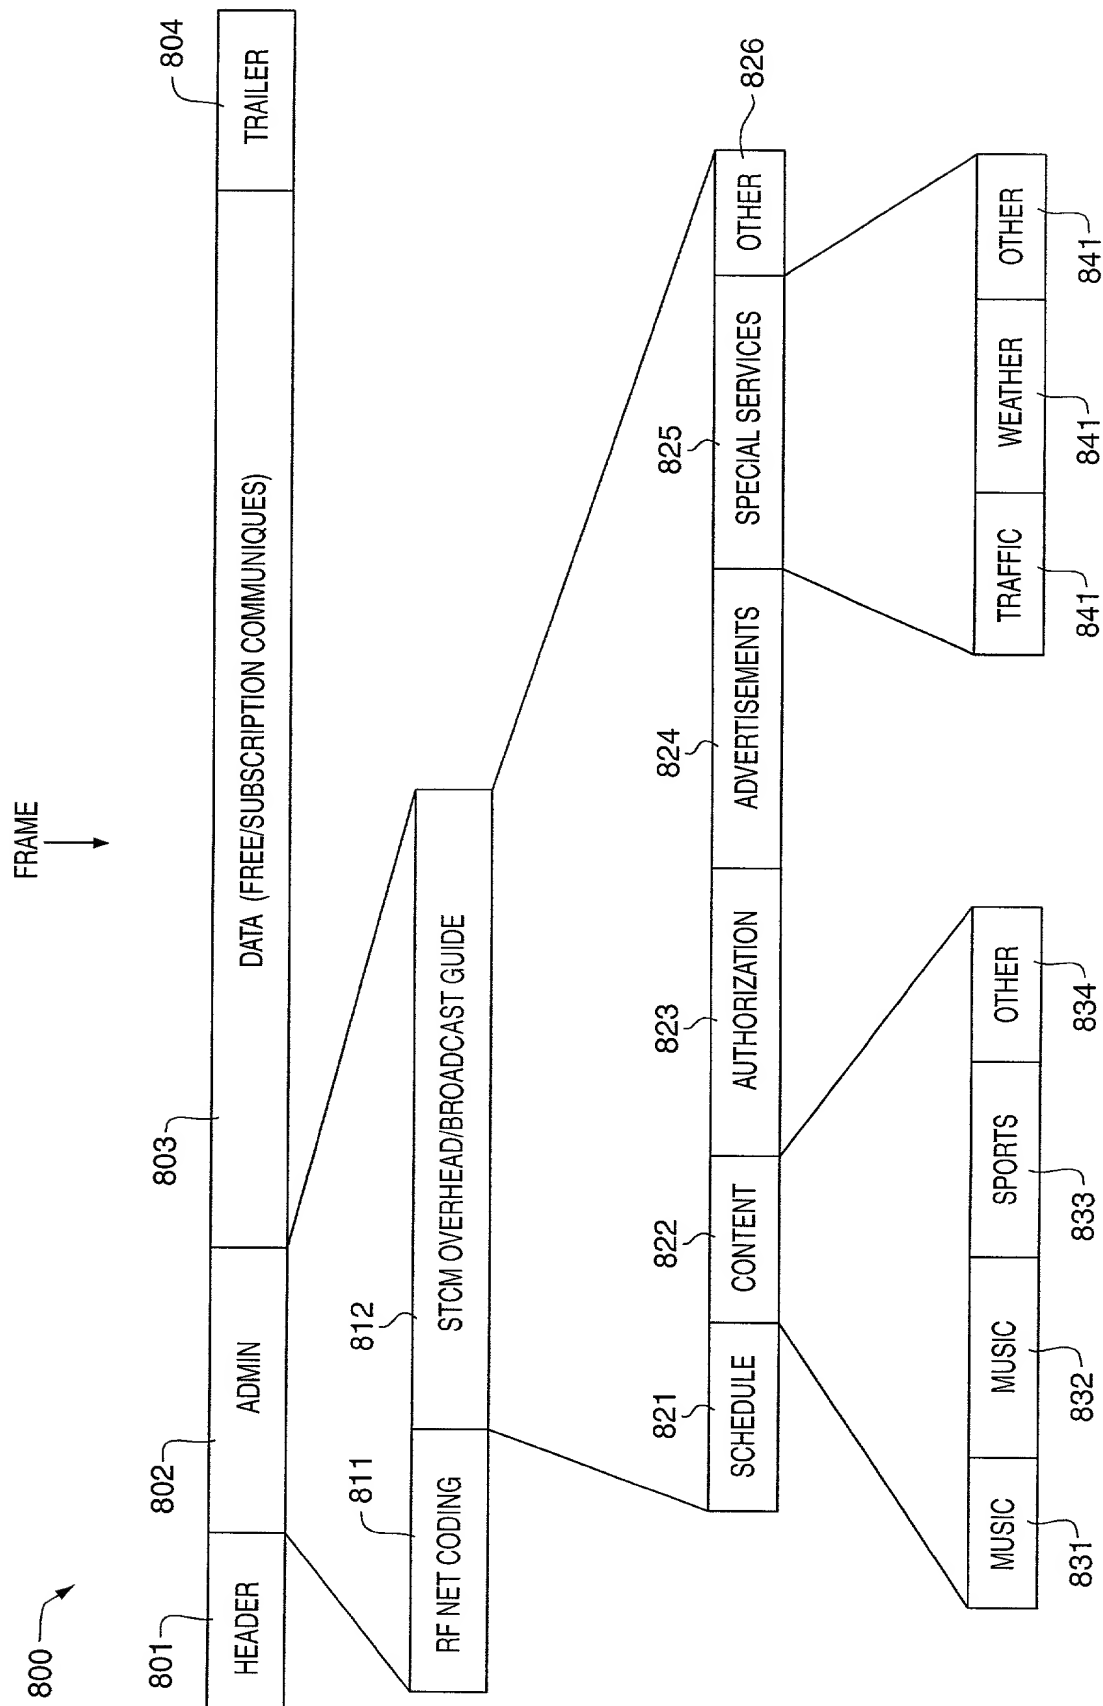 FRAME
800
801
802
803
804
HEADER
ADMIN
DATA (FREE/SUBSCRIPTION COMMUNIQUES)
TRAILER
811
812
RF NET CODING
STCM OVERHEAD/BROADCAST GUIDE
821
822
823
824
825
826
SCHEDULE
CONTENT
AUTHORIZATION
ADVERTISEMENTS
SPECIAL SERVICES
OTHER
MUSIC
MUSIC
SPORTS
OTHER
831
832
833
834
TRAFFIC
WEATHER
OTHER
841
841
841